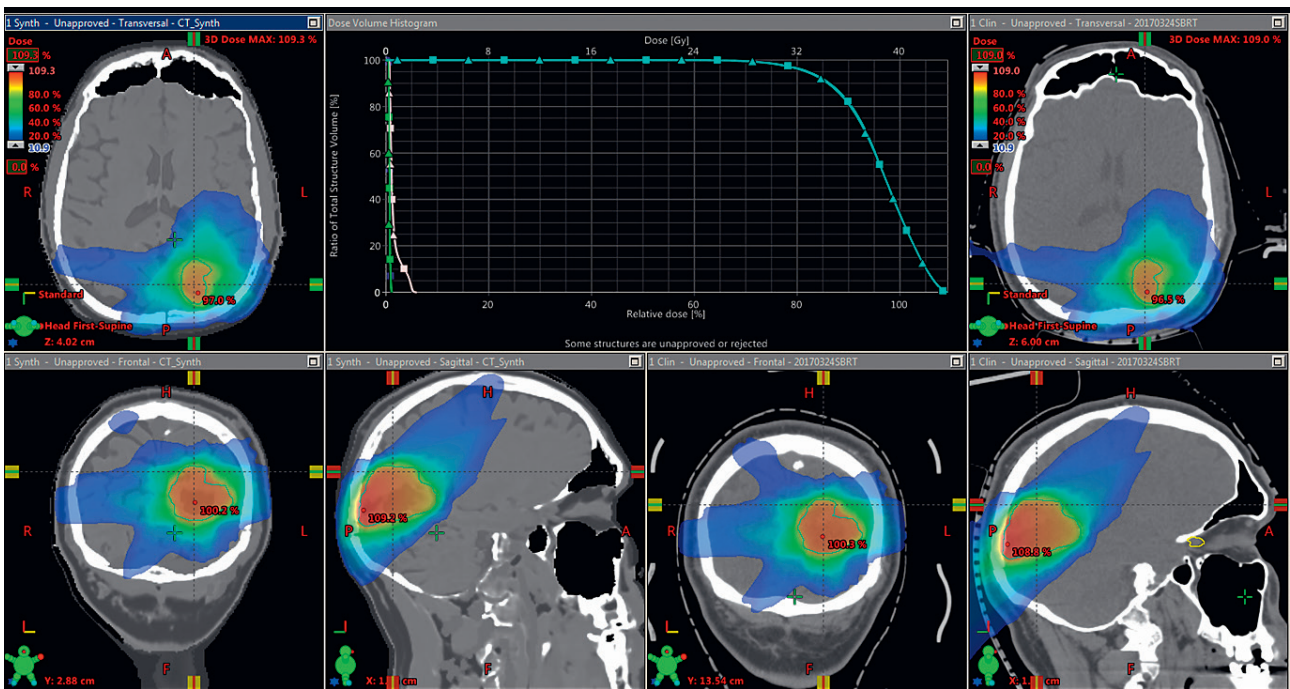 1 Synth - Unapproved - Transversal - CT_Synth
Dose
109.3 %
109.3
80.0 %
60.0 %
40.0 %
20.0 %
10.9
0.0 %
3D Dose MAX: 109.3 %
A
R
L
97.0 %
Standard
Head First-Supine
P
Z: 4.02 cm
Dose Volume Histogram
Dose [Gy]
0 8 16 24 32 40
Ratio of Total Structure Volume [%]
100
80
60
40
20
0
0 20 40 60 80 100
Relative dose [%]
Some structures are unapproved or rejected
1 Clin - Unapproved - Transversal - 20170324SBRT
Dose
109.0 %
109.0
80.0 %
60.0 %
40.0 %
20.0 %
10.9
0.0 %
3D Dose MAX: 109.0 %
A
R
L
96.5 %
Standard
Head First-Supine
P
Z: 6.00 cm
1 Synth - Unapproved - Frontal - CT_Synth
H
R
L
100.2 %
F
Y: 2.88 cm
1 Synth - Unapproved - Sagittal - CT_Synth
H
P
A
109.2 %
F
cm
1 Clin - Unapproved - Frontal - 20170324SBRT
H
R
L
100.3 %
F
Y: 13.54 cm
1 Clin - Unapproved - Sagittal - 20170324SBRT
H
P
A
108.8 %
F
cm